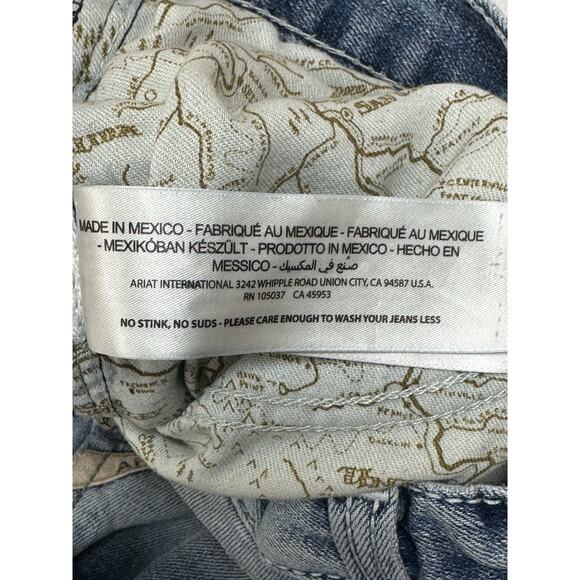 MADE IN MEXICO - FABRIQUÉ AU MEXIQUE - FABRIQUÉ AU MEXIQUE
- MEXIKÓBAN KÉSZÜLT - PRODOTTO IN MEXICO - HECHO EN
MESSICO - صُنع في المكسيك -
ARIAT INTERNATIONAL 3242 WHIPPLE ROAD UNION CITY, CA 94587 U.S.A.
RN 105037 CA 45953
NO STINK, NO SUDS - PLEASE CARE ENOUGH TO WASH YOUR JEANS LESS